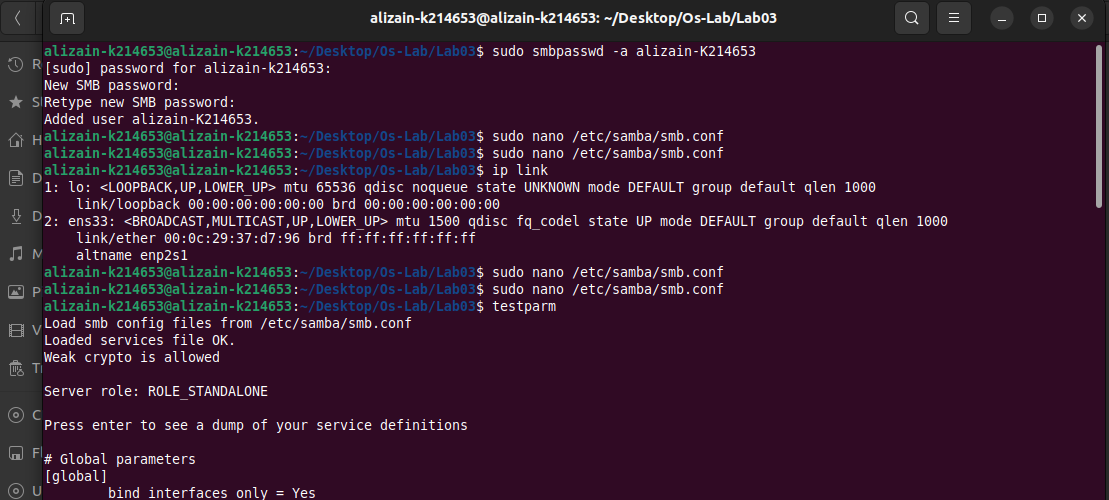 alizain-k214653@alizain-k214653: ~/Desktop/Os-Lab/Lab03
alizain-k214653@alizain-k214653:~/Desktop/Os-Lab/Lab03$ sudo smbpasswd -a alizain-K214653
[sudo] password for alizain-k214653:
New SMB password:
Retype new SMB password:
Added user alizain-K214653.
alizain-k214653@alizain-k214653:~/Desktop/Os-Lab/Lab03$ sudo nano /etc/samba/smb.conf
alizain-k214653@alizain-k214653:~/Desktop/Os-Lab/Lab03$ sudo nano /etc/samba/smb.conf
alizain-k214653@alizain-k214653:~/Desktop/Os-Lab/Lab03$ ip link
1: lo: <LOOPBACK,UP,LOWER_UP> mtu 65536 qdisc noqueue state UNKNOWN mode DEFAULT group default qlen 1000
link/loopback 00:00:00:00:00:00 brd 00:00:00:00:00:00
2: ens33: <BROADCAST,MULTICAST,UP,LOWER_UP> mtu 1500 qdisc fq_codel state UP mode DEFAULT group default qlen 1000
link/ether 00:0c:29:37:d7:96 brd ff:ff:ff:ff:ff:ff
altname enp2s1
alizain-k214653@alizain-k214653:~/Desktop/Os-Lab/Lab03$ sudo nano /etc/samba/smb.conf
alizain-k214653@alizain-k214653:~/Desktop/Os-Lab/Lab03$ sudo nano /etc/samba/smb.conf
alizain-k214653@alizain-k214653:~/Desktop/Os-Lab/Lab03$ testparm
Load smb config files from /etc/samba/smb.conf
Loaded services file OK.
Weak crypto is allowed
Server role: ROLE_STANDALONE
Press enter to see a dump of your service definitions
# Global parameters
[global]
bind interfaces only = Yes